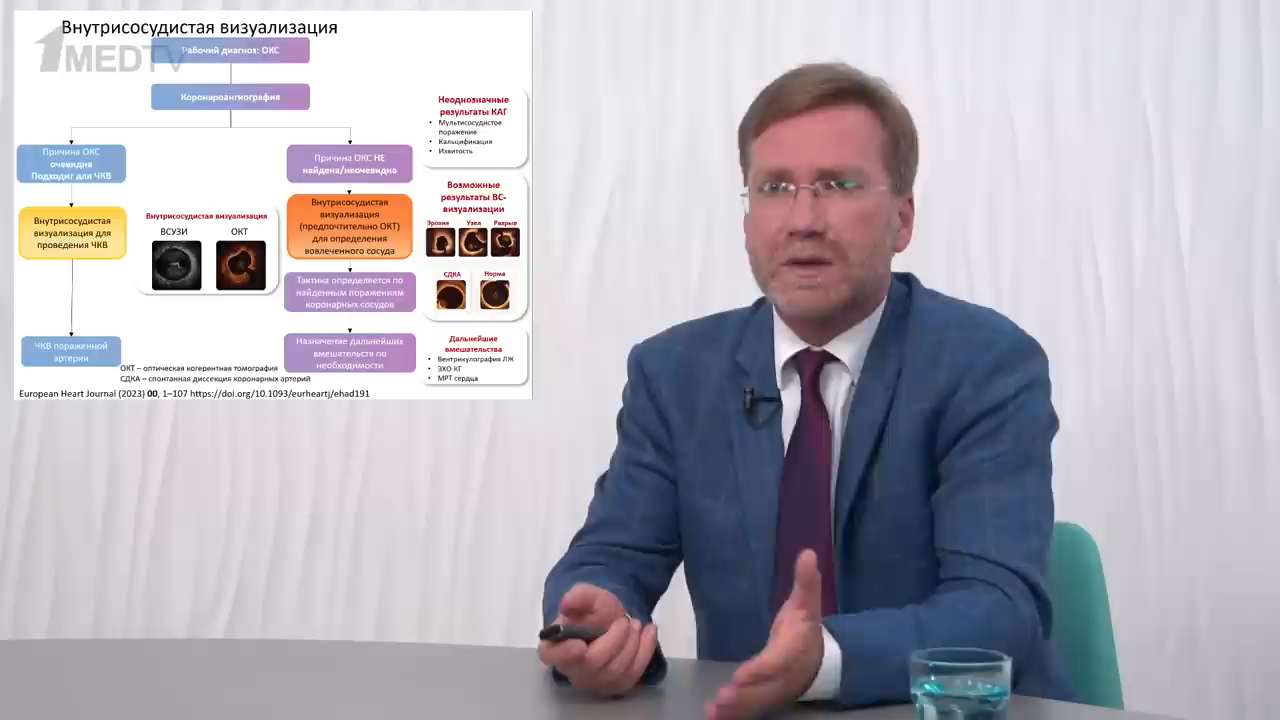 Внутрисосудистая визуализация
1MEDTV
Рабочий диагноз: ОКС
Коронароангиография
Причина ОКС
очевидна
Подходит для ЧКВ
Причина ОКС НЕ
найдена/неочевидна
Неоднозначные
результаты КАГ
• Мультисосудистое
поражение
• Кальцификация
• Извитость
Внутрисосудистая
визуализация для
проведения ЧКВ
Внутрисосудистая визуализация
ВСУЗИ
ОКТ
Внутрисосудистая
визуализация
(предпочтительно ОКТ)
для определения
вовлеченного сосуда
Возможные
результаты ВС-
визуализации
Эрозия
Узел
Разрыв
СДКА
Норма
Тактика определяется по
найденным поражениям
коронарных сосудов
ЧКВ пораженной
артерии
Назначение дальнейших
вмешательств по
необходимости
Дальнейшие
вмешательства
• Вентрикулография ЛЖ
• ЭХО-КГ
• МРТ сердца
ОКТ – оптическая когерентная томография
СДКА – спонтанная диссекция коронарных артерий
European Heart Journal (2023) 00, 1–107 https://doi.org/10.1093/eurheartj/ehad191